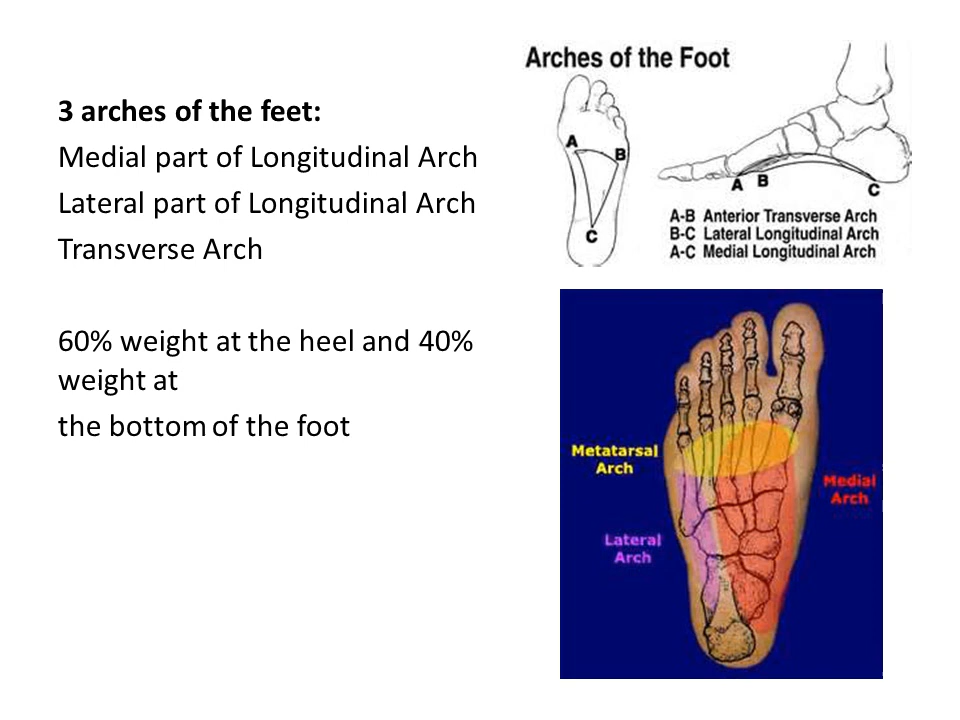 3 arches of the feet:
Medial part of Longitudinal Arch
Lateral part of Longitudinal Arch
Transverse Arch
60% weight at the heel and 40%
weight at
the bottom of the foot
Arches of the Foot
A
B
C
A B
C
A-B Anterior Transverse Arch
B-C Lateral Longitudinal Arch
A-C Medial Longitudinal Arch
Metatarsal
Arch
Medial
Arch
Lateral
Arch